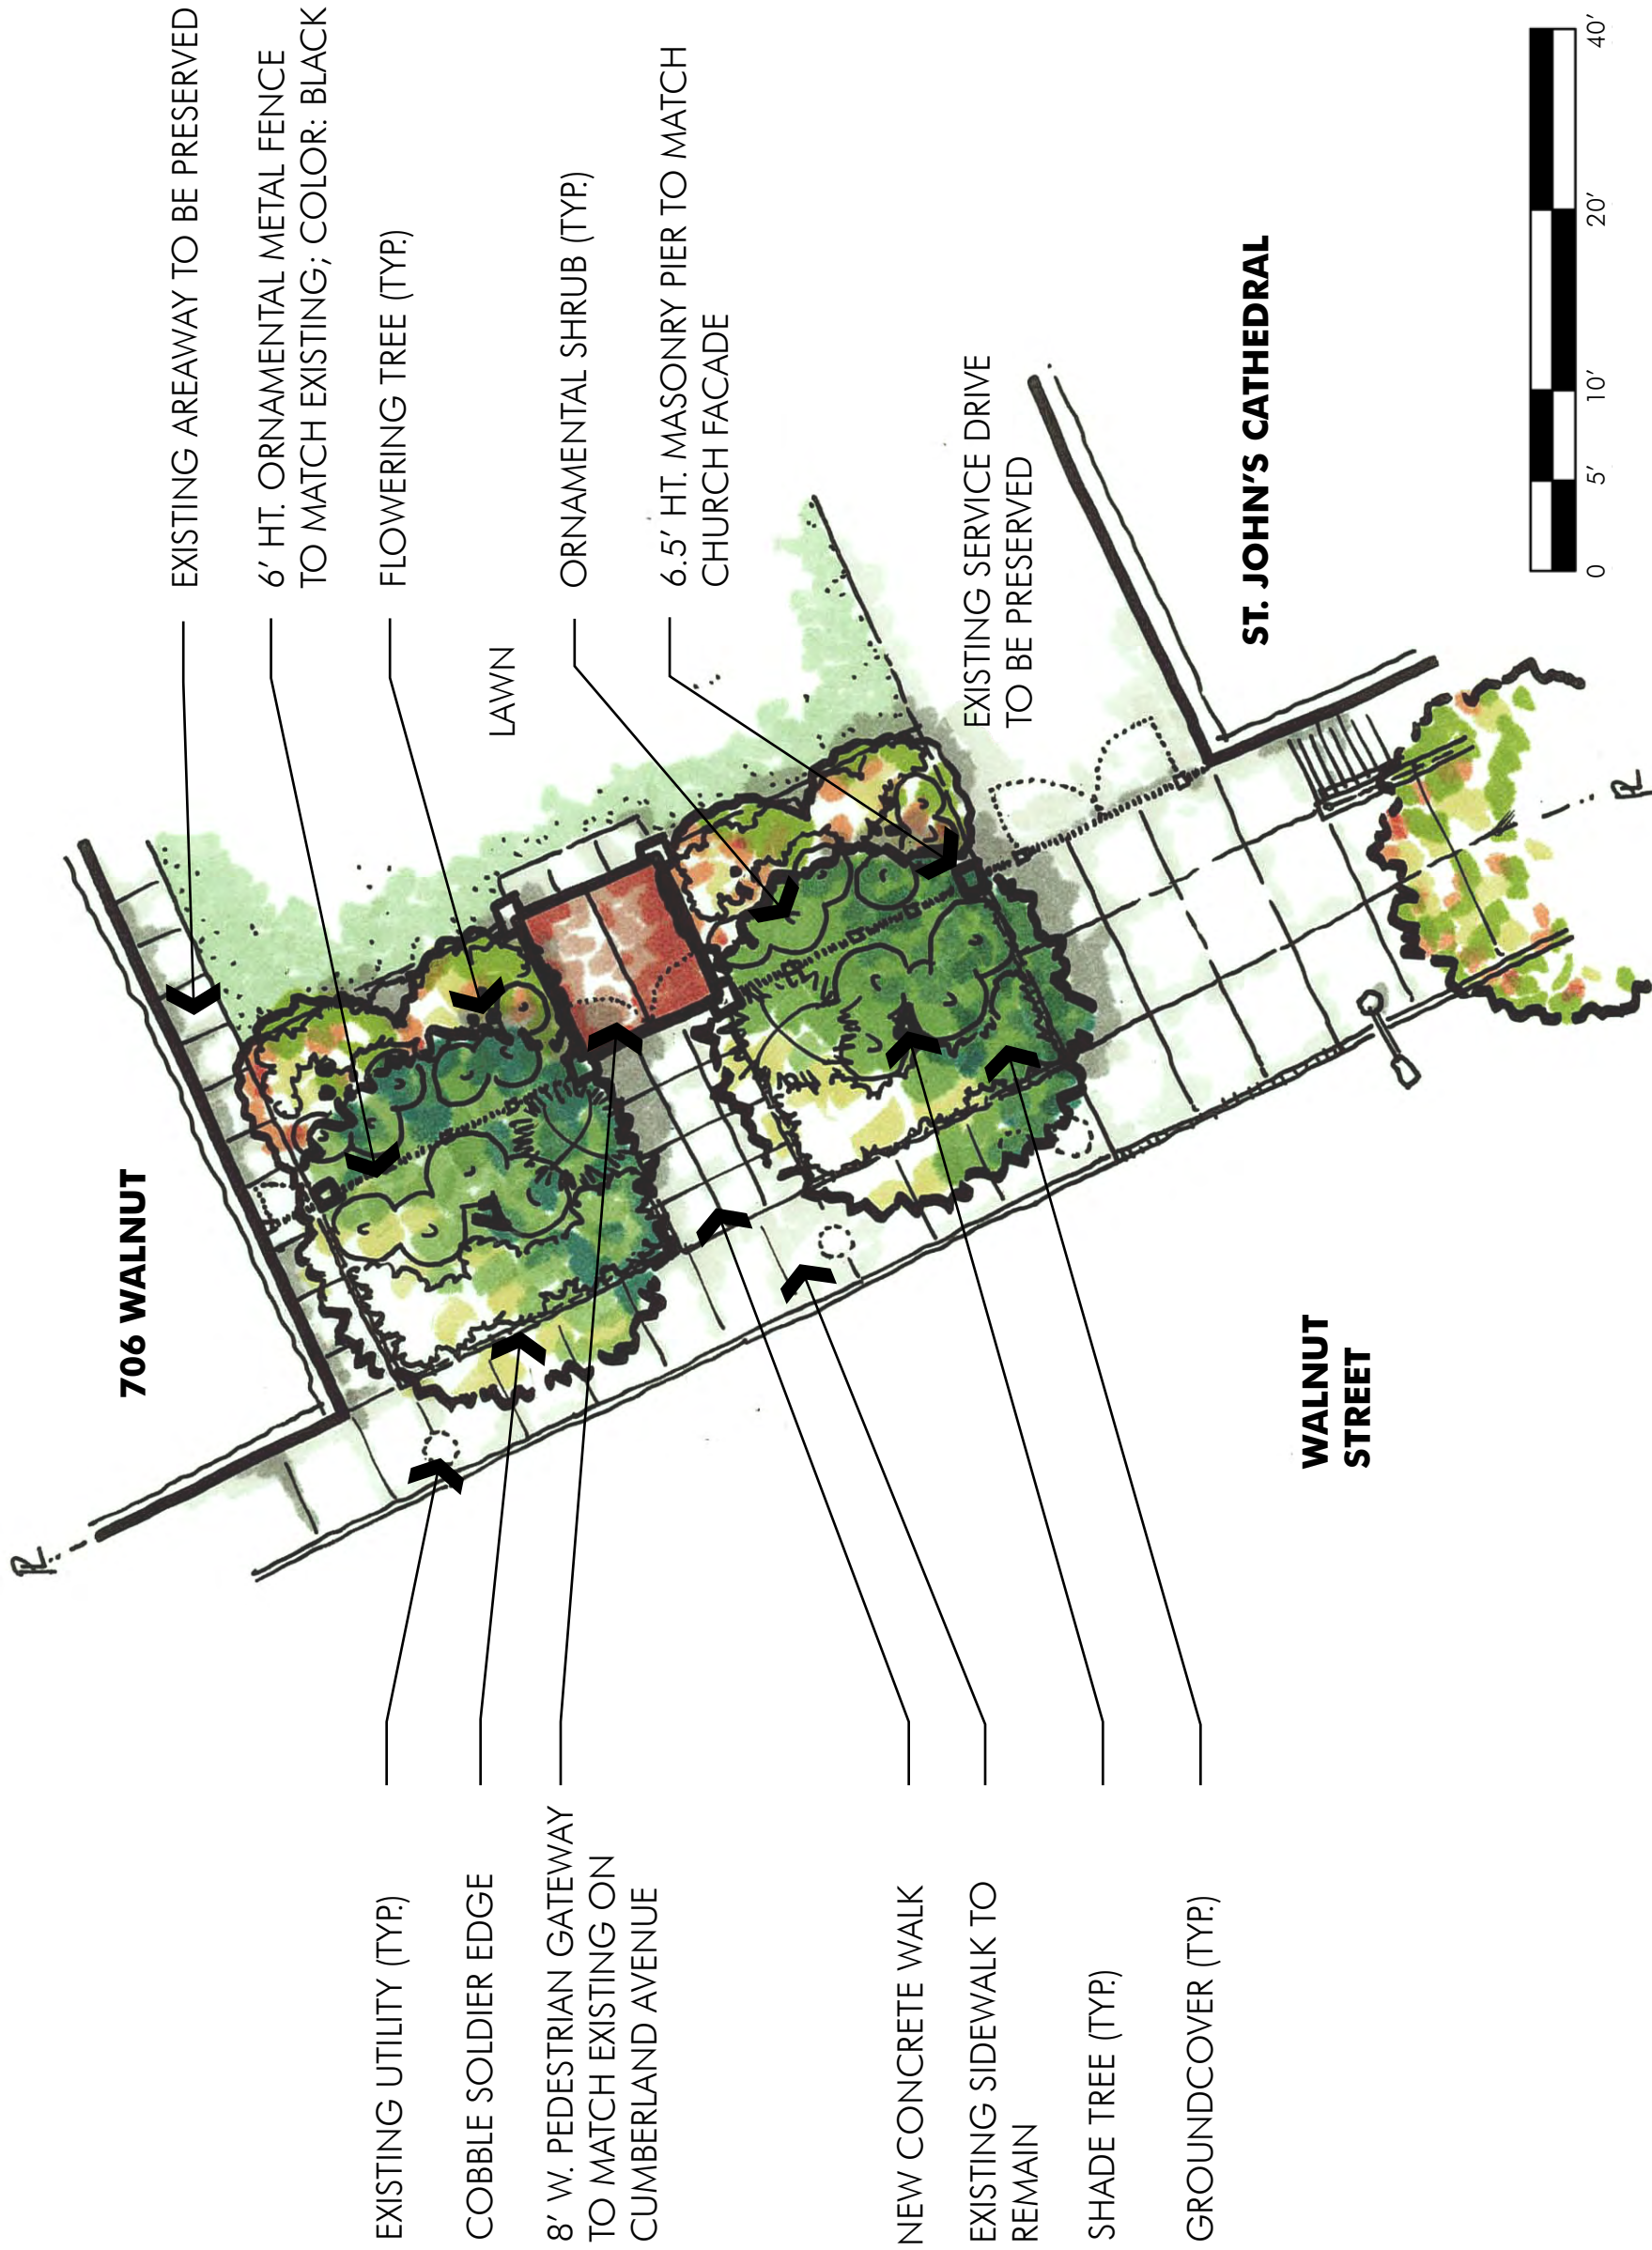 EXISTING AREAWAY TO BE PRESERVED
6' HT. ORNAMENTAL METAL FENCE
TO MATCH EXISTING; COLOR: BLACK
FLOWERING TREE (TYP.)
LAWN
ORNAMENTAL SHRUB (TYP.)
6.5' HT. MASONRY PIER TO MATCH
CHURCH FACADE
EXISTING SERVICE DRIVE
TO BE PRESERVED
ST. JOHN'S CATHEDRAL
706 WALNUT
WALNUT
STREET
PL
PL
EXISTING UTILITY (TYP.)
COBBLE SOLDIER EDGE
8' W. PEDESTRIAN GATEWAY
TO MATCH EXISTING ON
CUMBERLAND AVENUE
NEW CONCRETE WALK
EXISTING SIDEWALK TO
REMAIN
SHADE TREE (TYP.)
GROUNDCOVER (TYP.)
0 5' 10' 20' 40'